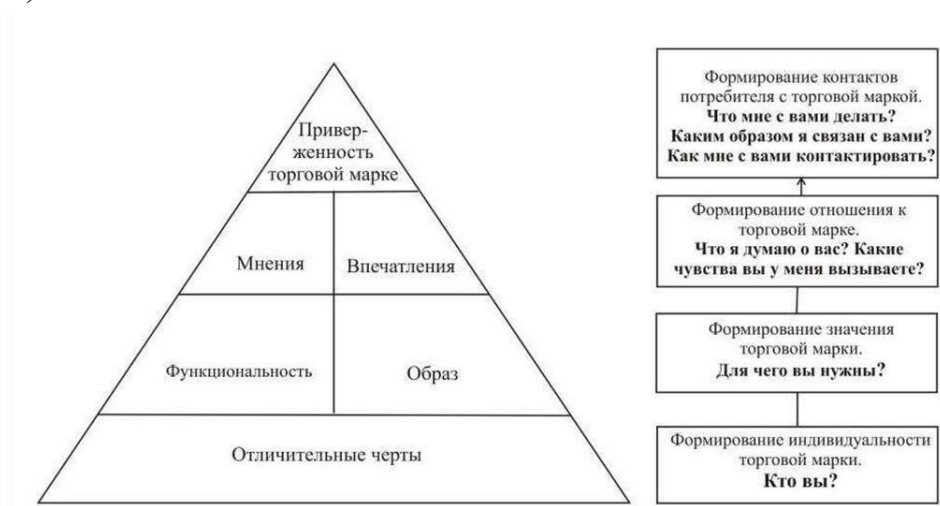 Привер-
женность
торговой марке
Мнения
Впечатления
Функциональность
Образ
Отличительные черты
Формирование контактов
потребителя с торговой маркой.
Что мне с вами делать?
Каким образом я связан с вами?
Как мне с вами контактировать?
Формирование отношения к
торговой марке.
Что я думаю о вас? Какие
чувства вы у меня вызываете?
Формирование значения
торговой марки.
Для чего вы нужны?
Формирование индивидуальности
торговой марки.
Кто вы?